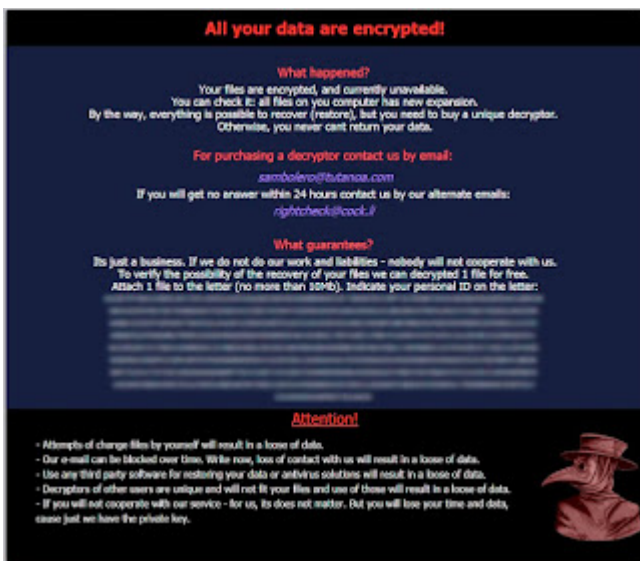 All your data are encrypted!
What happened?
Your files are encrypted, and currently unavailable.
You can check it: all files on you computer has new expansion.
By the way, everything is possible to recover (restore), but you need to buy a unique decryptor.
Otherwise, you never cant return your data.
For purchasing a decryptor contact us by email:
sambolero@tutanoa.com
If you will get no answer within 24 hours contact us by our alternate emails:
rightcheck@cock.li
What guarantees?
Its just a business. If we do not do our work and liabilities - nobody will not cooperate with us.
To verify the possibility of the recovery of your files we can decrypted 1 file for free.
Attach 1 file to the letter (no more than 10Mb). Indicate your personal ID on the letter:
Attention!
- Attempts of change files by yourself will result in a loose of data.
- Our e-mail can be blocked over time. Write now, loss of contact with us will result in a loose of data.
- Use any third party software for restoring your data or antivirus solutions will result in a loose of data.
- Decryptors of other users are unique and will not fit your files and use of those will result in a loose of data.
- If you will not cooperate with our service - for us, its does not matter. But you will lose your time and data,
cause just we have the private key.